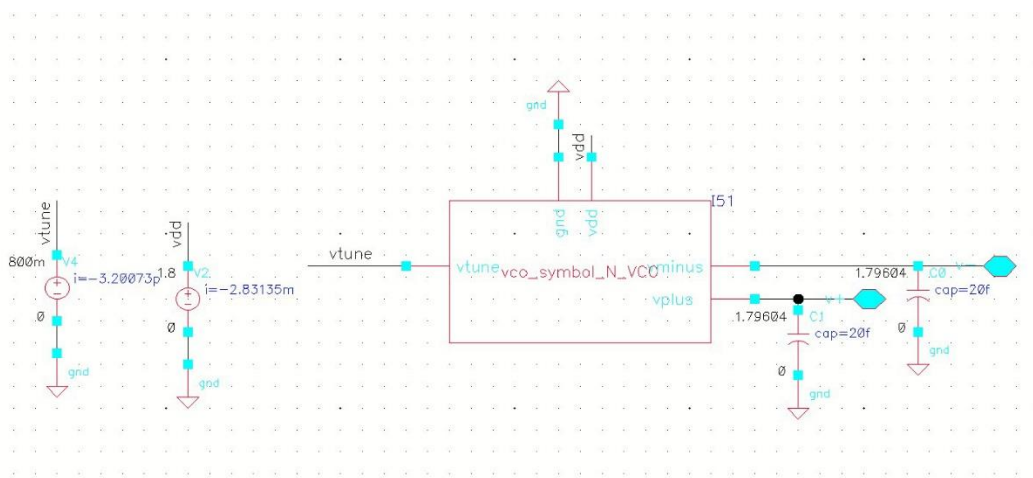 gnd
vdd
I51
gnd
vdd
vtune
vtune
vdd
vtune
vco_symbol_N_VCO
vminus
vplus
800m
V4
i=-3.20073p
1.8
V2
i=-2.83135m
0
0
gnd
gnd
1.79604
C0
v-
cap=20f
0
gnd
1.79604
v+
C1
cap=20f
0
gnd